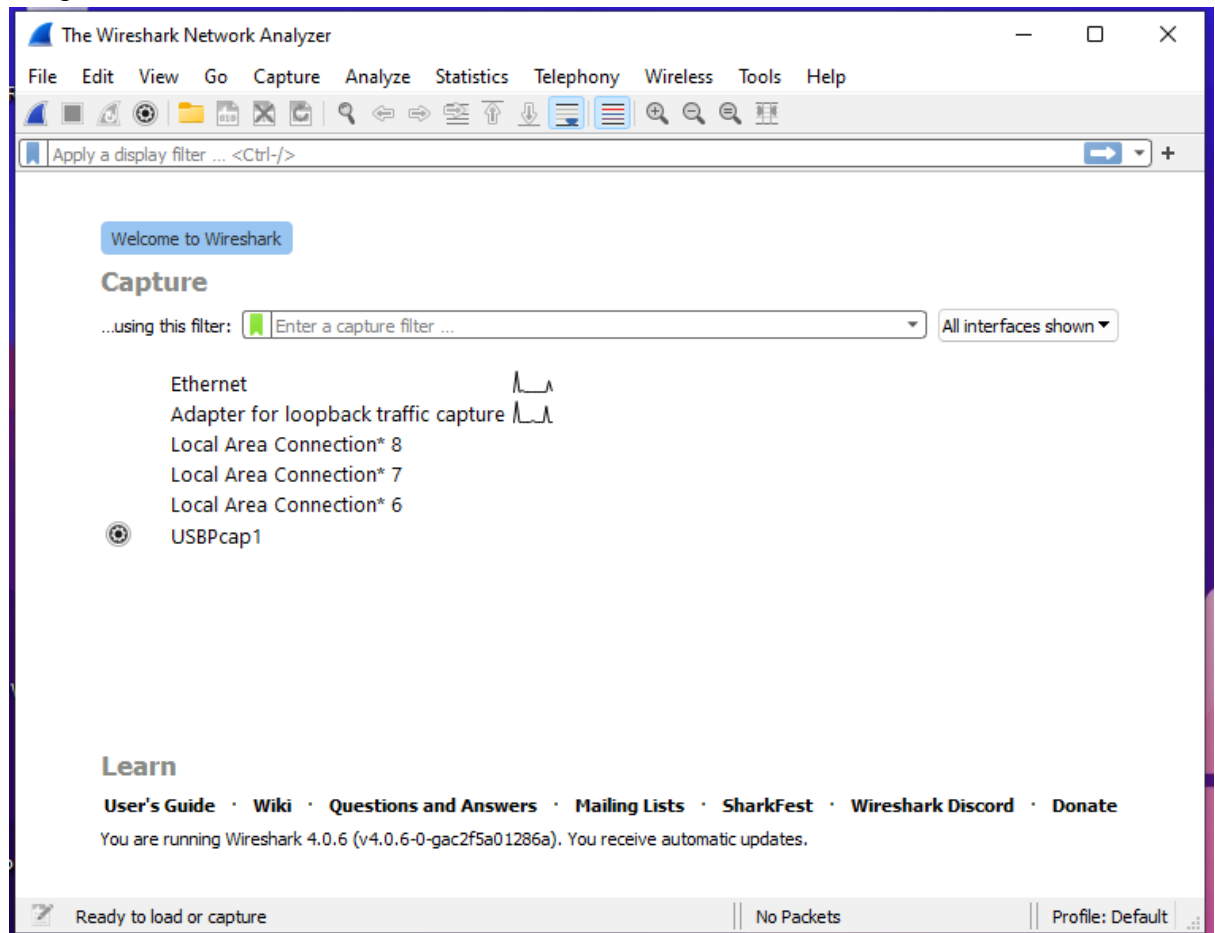 The Wireshark Network Analyzer
File Edit View Go Capture Analyze Statistics Telephony Wireless Tools Help
Apply a display filter ... <Ctrl-/>
Welcome to Wireshark
Capture
...using this filter: Enter a capture filter ... All interfaces shown
Ethernet
Adapter for loopback traffic capture
Local Area Connection* 8
Local Area Connection* 7
Local Area Connection* 6
USBPcap1
Learn
User's Guide · Wiki · Questions and Answers · Mailing Lists · SharkFest · Wireshark Discord · Donate
You are running Wireshark 4.0.6 (v4.0.6-0-gac2f5a01286a). You receive automatic updates.
Ready to load or capture No Packets Profile: Default